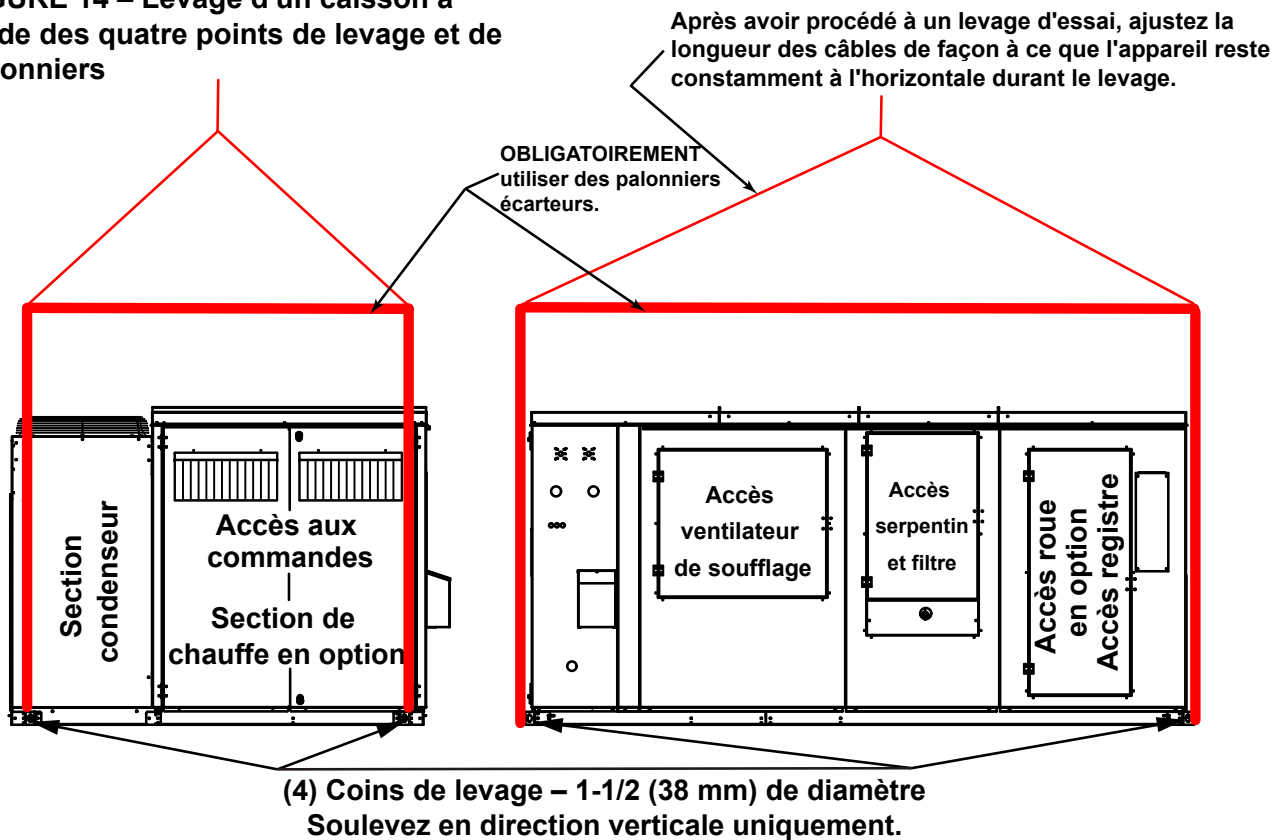 GURE 14 – Levage d'un caisson à
de des quatre points de levage et de
onniers
Après avoir procédé à un levage d'essai, ajustez la
longueur des câbles de façon à ce que l'appareil reste
constamment à l'horizontale durant le levage.
OBLIGATOIREMENT
utiliser des palonniers
écarteurs.
Section
condenseur
Accès aux
commandes
Section de
chauffe en option
Accès
ventilateur
de soufflage
Accès
serpentin
et filtre
Accès roue
en option
Accès registre
(4) Coins de levage – 1-1/2 (38 mm) de diamètre
Soulevez en direction verticale uniquement.